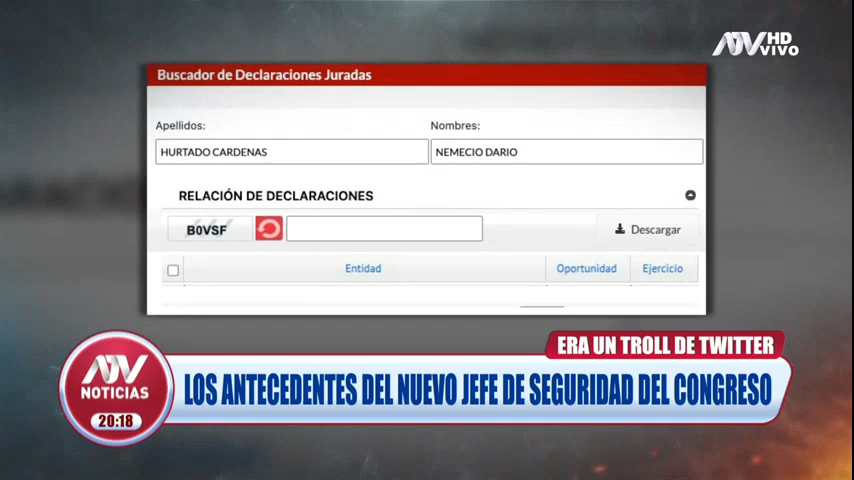 ATV HD
VIVO
Buscador de Declaraciones Juradas
Apellidos: Nombres:
HURTADO CARDENAS NEMECIO DARIO
RELACIÓN DE DECLARACIONES
B0VSF Descargar
Entidad Oportunidad Ejercicio
ERA UN TROLL DE TWITTER
ATV
NOTICIAS
20:18
LOS ANTECEDENTES DEL NUEVO JEFE DE SEGURIDAD DEL CONGRESO